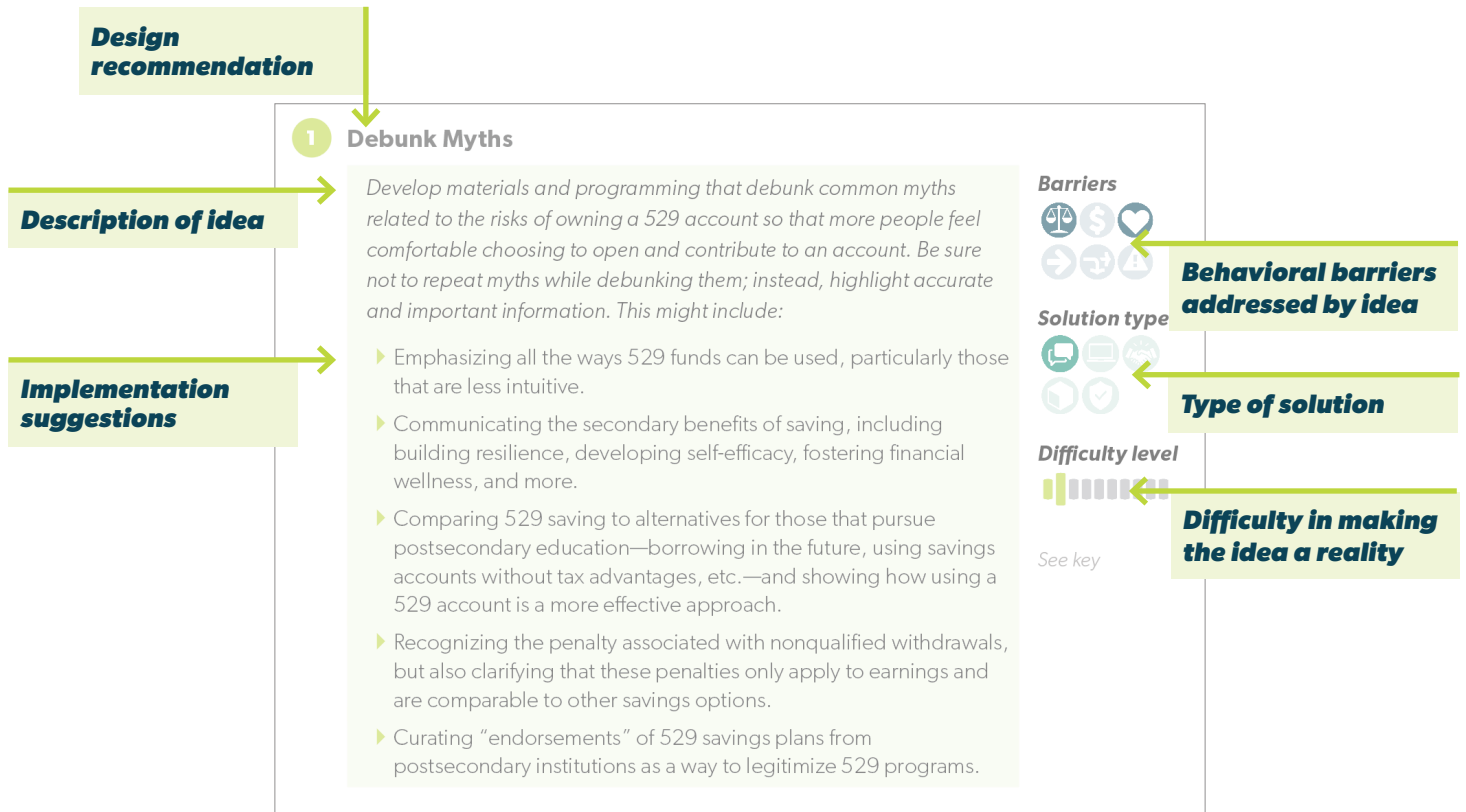 Design
recommendation
1 Debunk Myths
Description of idea
Develop materials and programming that debunk common myths
related to the risks of owning a 529 account so that more people feel
comfortable choosing to open and contribute to an account. Be sure
not to repeat myths while debunking them; instead, highlight accurate
and important information. This might include:
Implementation
suggestions
Emphasizing all the ways 529 funds can be used, particularly those
that are less intuitive.
Communicating the secondary benefits of saving, including
building resilience, developing self-efficacy, fostering financial
wellness, and more.
Comparing 529 saving to alternatives for those that pursue
postsecondary education—borrowing in the future, using savings
accounts without tax advantages, etc.—and showing how using a
529 account is a more effective approach.
Recognizing the penalty associated with nonqualified withdrawals,
but also clarifying that these penalties only apply to earnings and
are comparable to other savings options.
Curating “endorsements” of 529 savings plans from
postsecondary institutions as a way to legitimize 529 programs.
Barriers
$
Behavioral barriers
addressed by idea
Solution type
Type of solution
Difficulty level
Difficulty in making
the idea a reality
See key